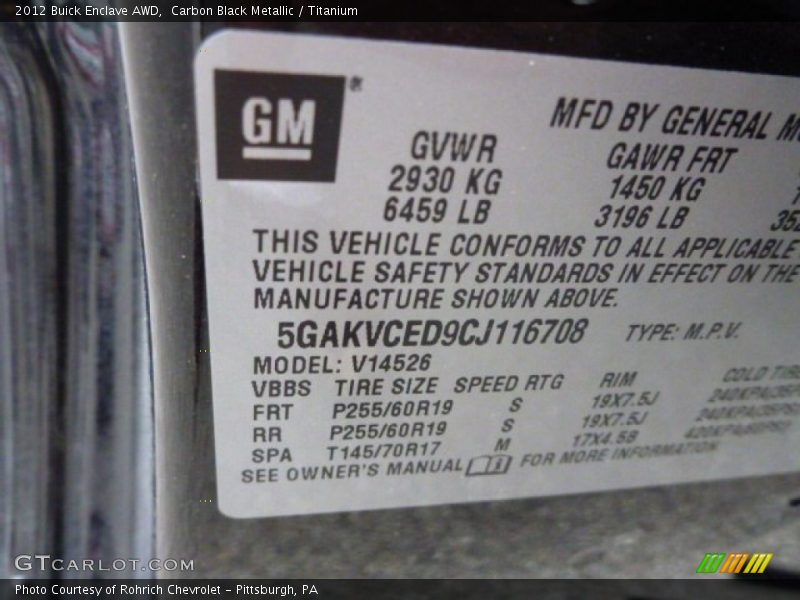 2012 Buick Enclave AWD,  Carbon Black Metallic / Titanium
GM®
MFD BY GENERAL
GVWR GAWR FRT
2930 KG 1450 KG
6459 LB 3196 LB
THIS VEHICLE CONFORMS TO ALL APPLICABLE
VEHICLE SAFETY STANDARDS IN EFFECT ON THE
MANUFACTURE SHOWN ABOVE.
5GAKVCED9CJ116708 TYPE: M.P.V.
MODEL: V14526
VBBS TIRE SIZE SPEED RTG RIM COLD
FRT P255/60R19 S 19X7.5J
RR P255/60R19 S 19X7.5J
SPA T145/70R17 M 17X4.5B
SEE OWNER'S MANUAL FOR MORE INFORMATION
GTCARLOT.COM
Photo Courtesy of Rohrich Chevrolet – Pittsburgh, PA